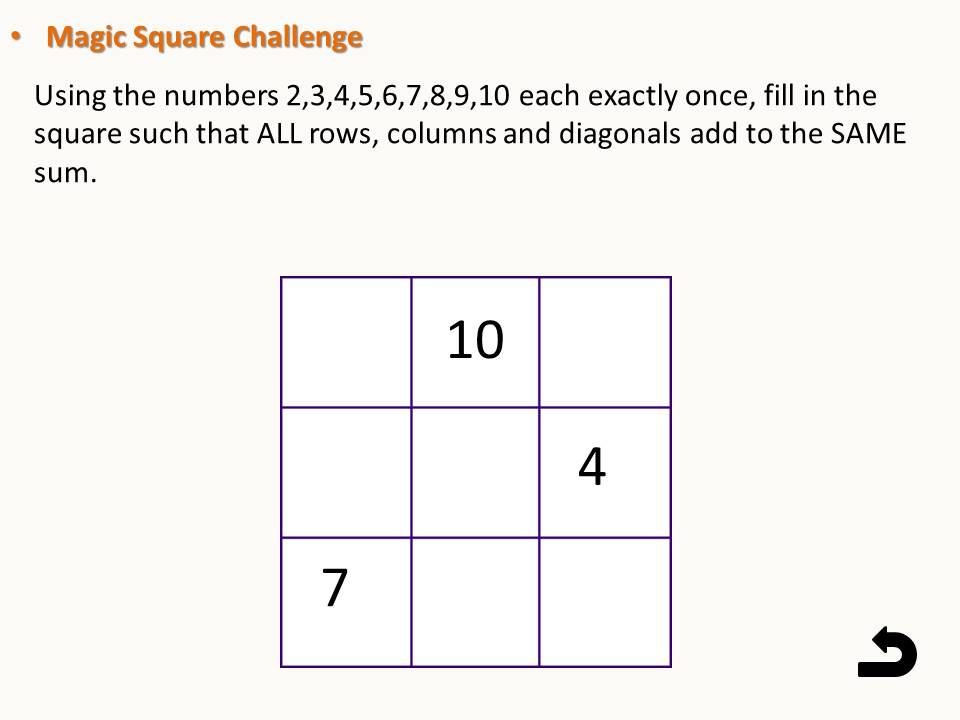 • Magic Square Challenge
Using the numbers 2,3,4,5,6,7,8,9,10 each exactly once, fill in the
square such that ALL rows, columns and diagonals add to the SAME
sum.
10
4
7